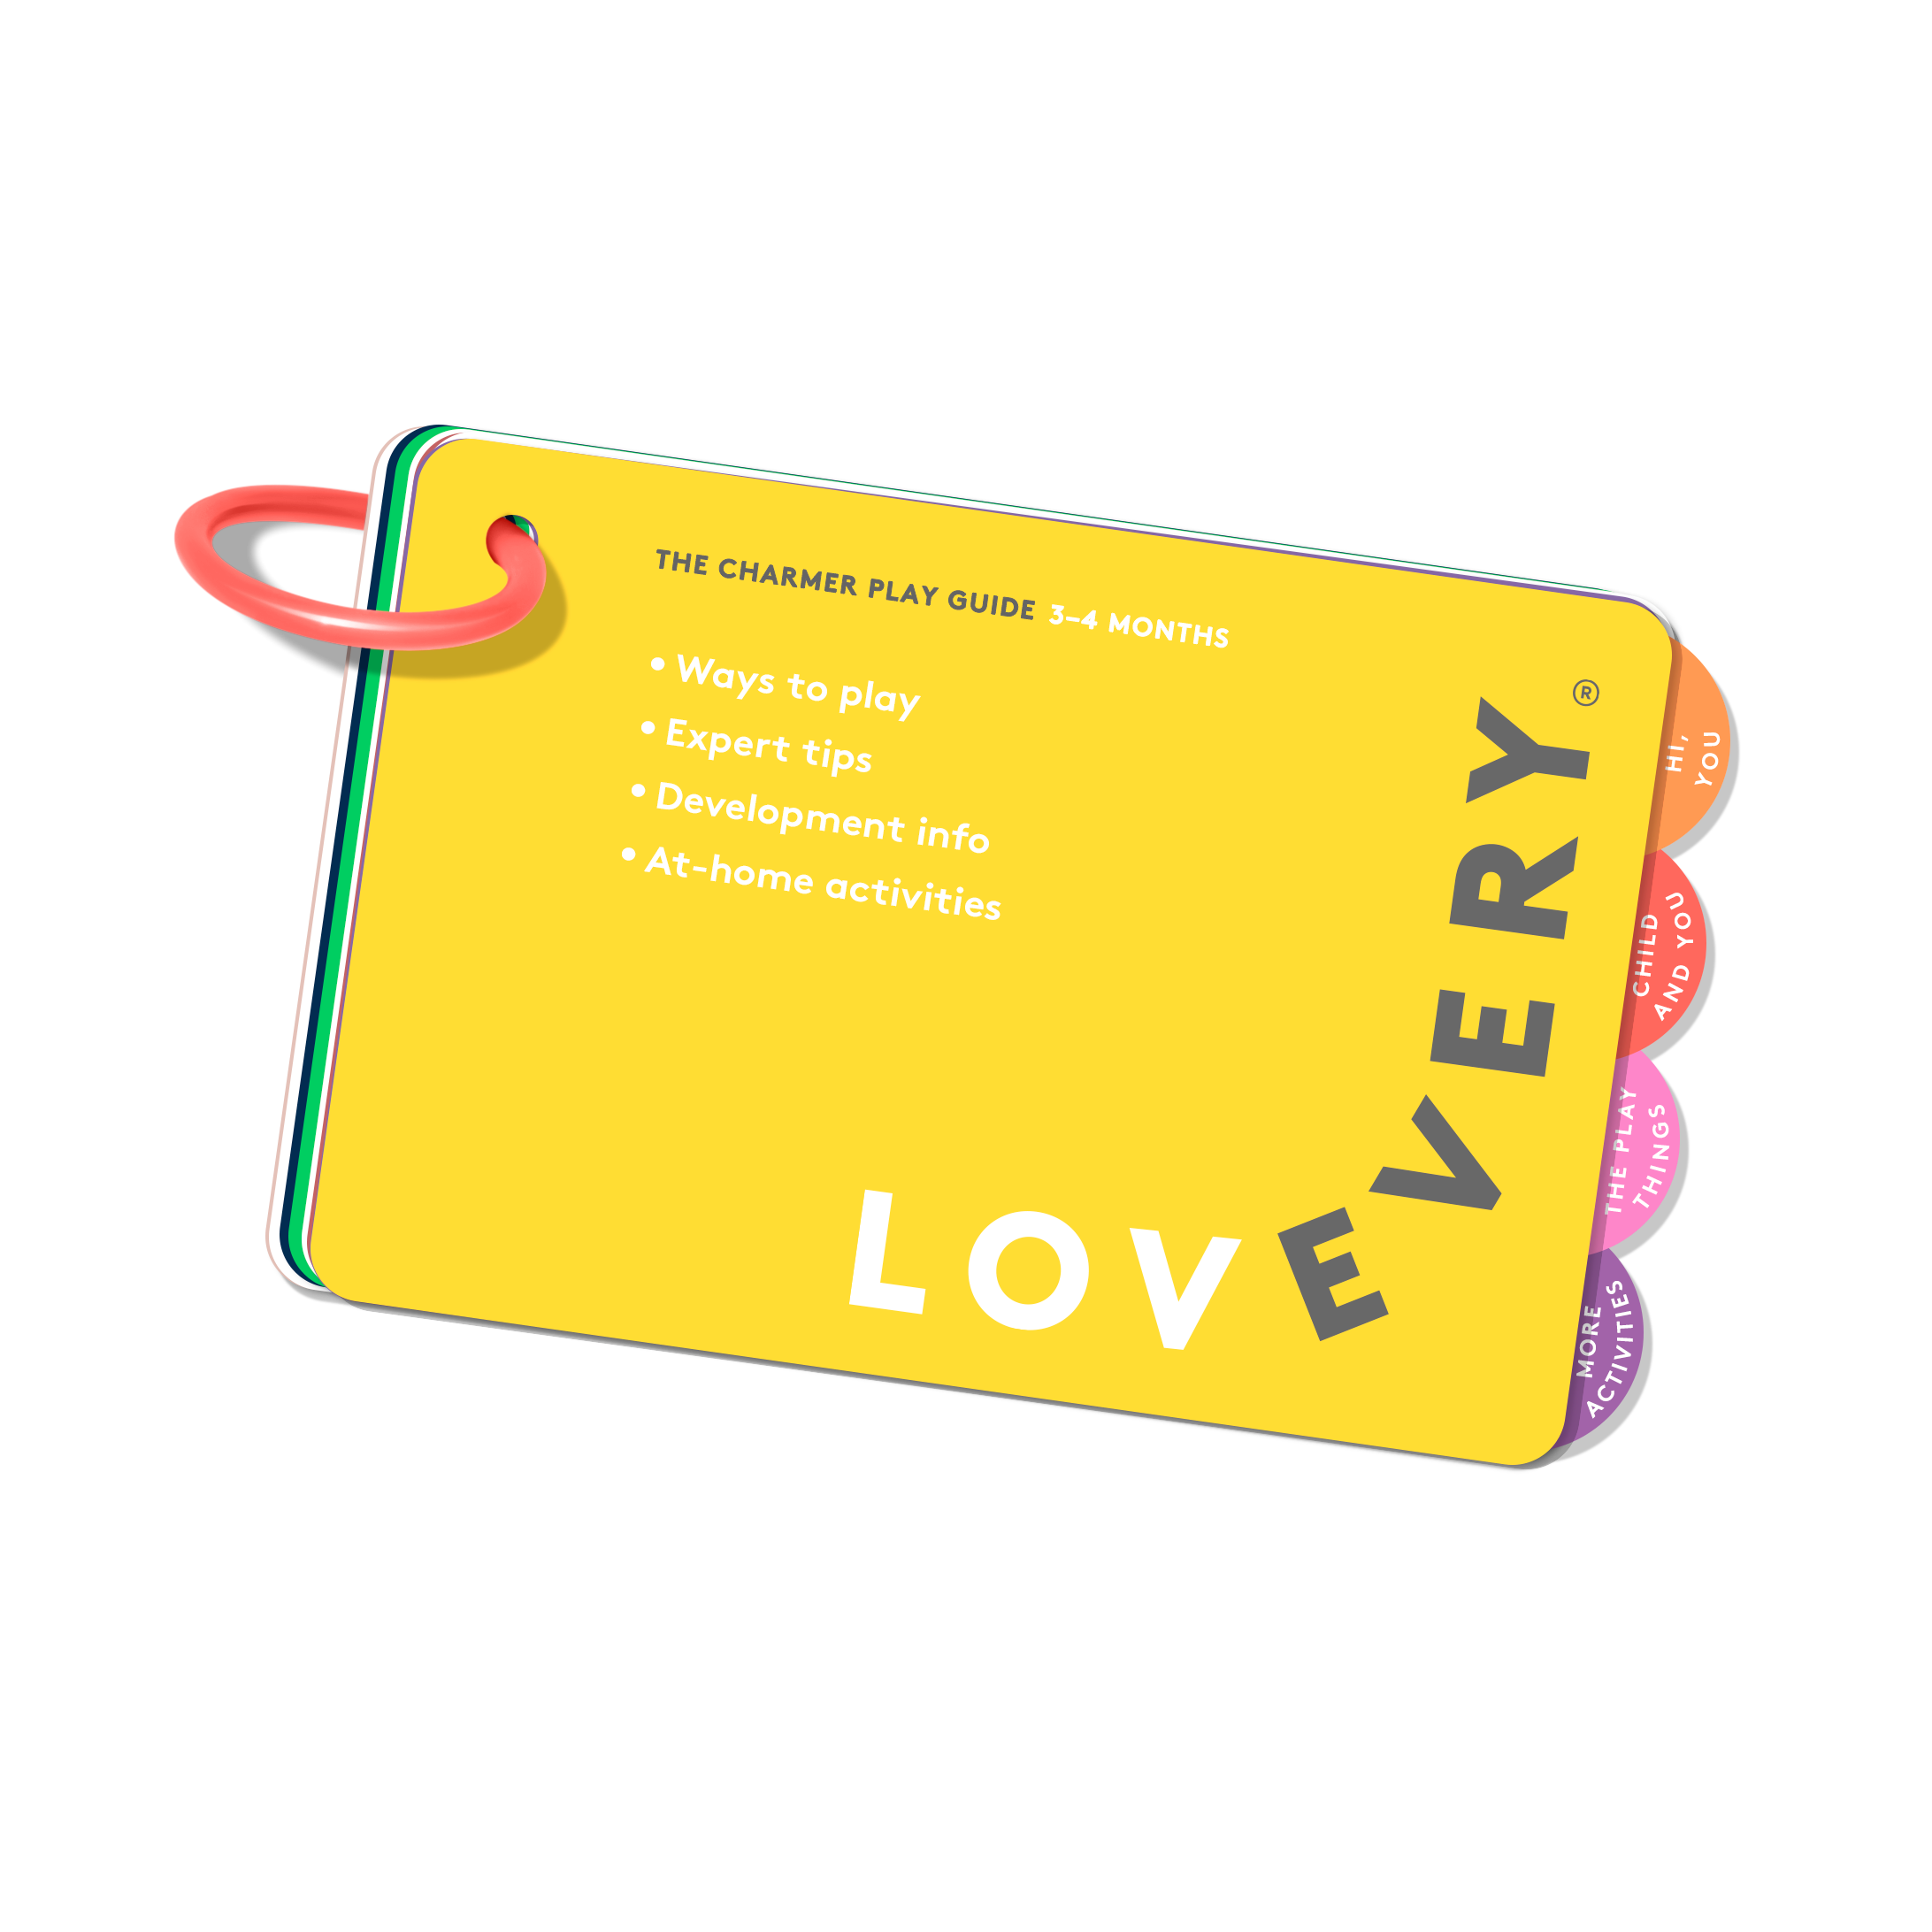 THE CHARMER PLAY GUIDE 3–4 MONTHS
• Ways to play
• Expert tips
• Development info
• At-home activities
LOVEVERY®
HI,
YOU
CHILD
AND YOU
THE PLAY
THINGS
MORE
ACTIVITIES